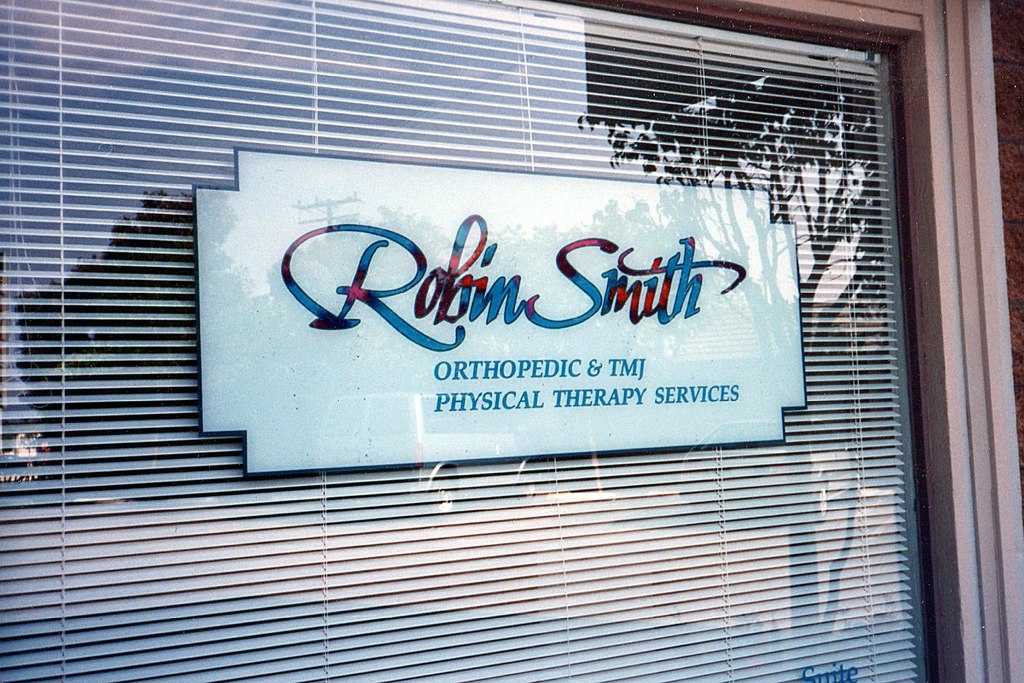 Robin Smith
ORTHOPEDIC & TMJ
PHYSICAL THERAPY SERVICES
Suite